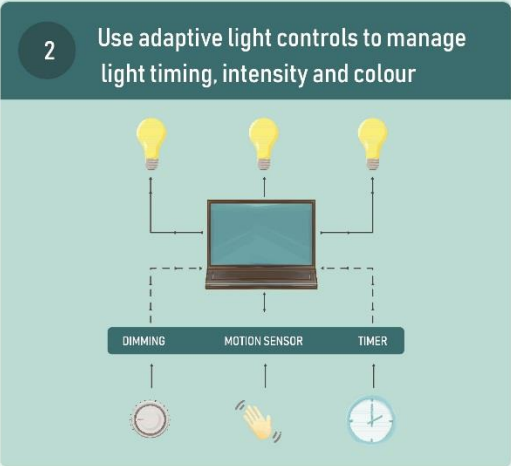 2
Use adaptive light controls to manage
light timing, intensity and colour
DIMMING MOTION SENSOR TIMER